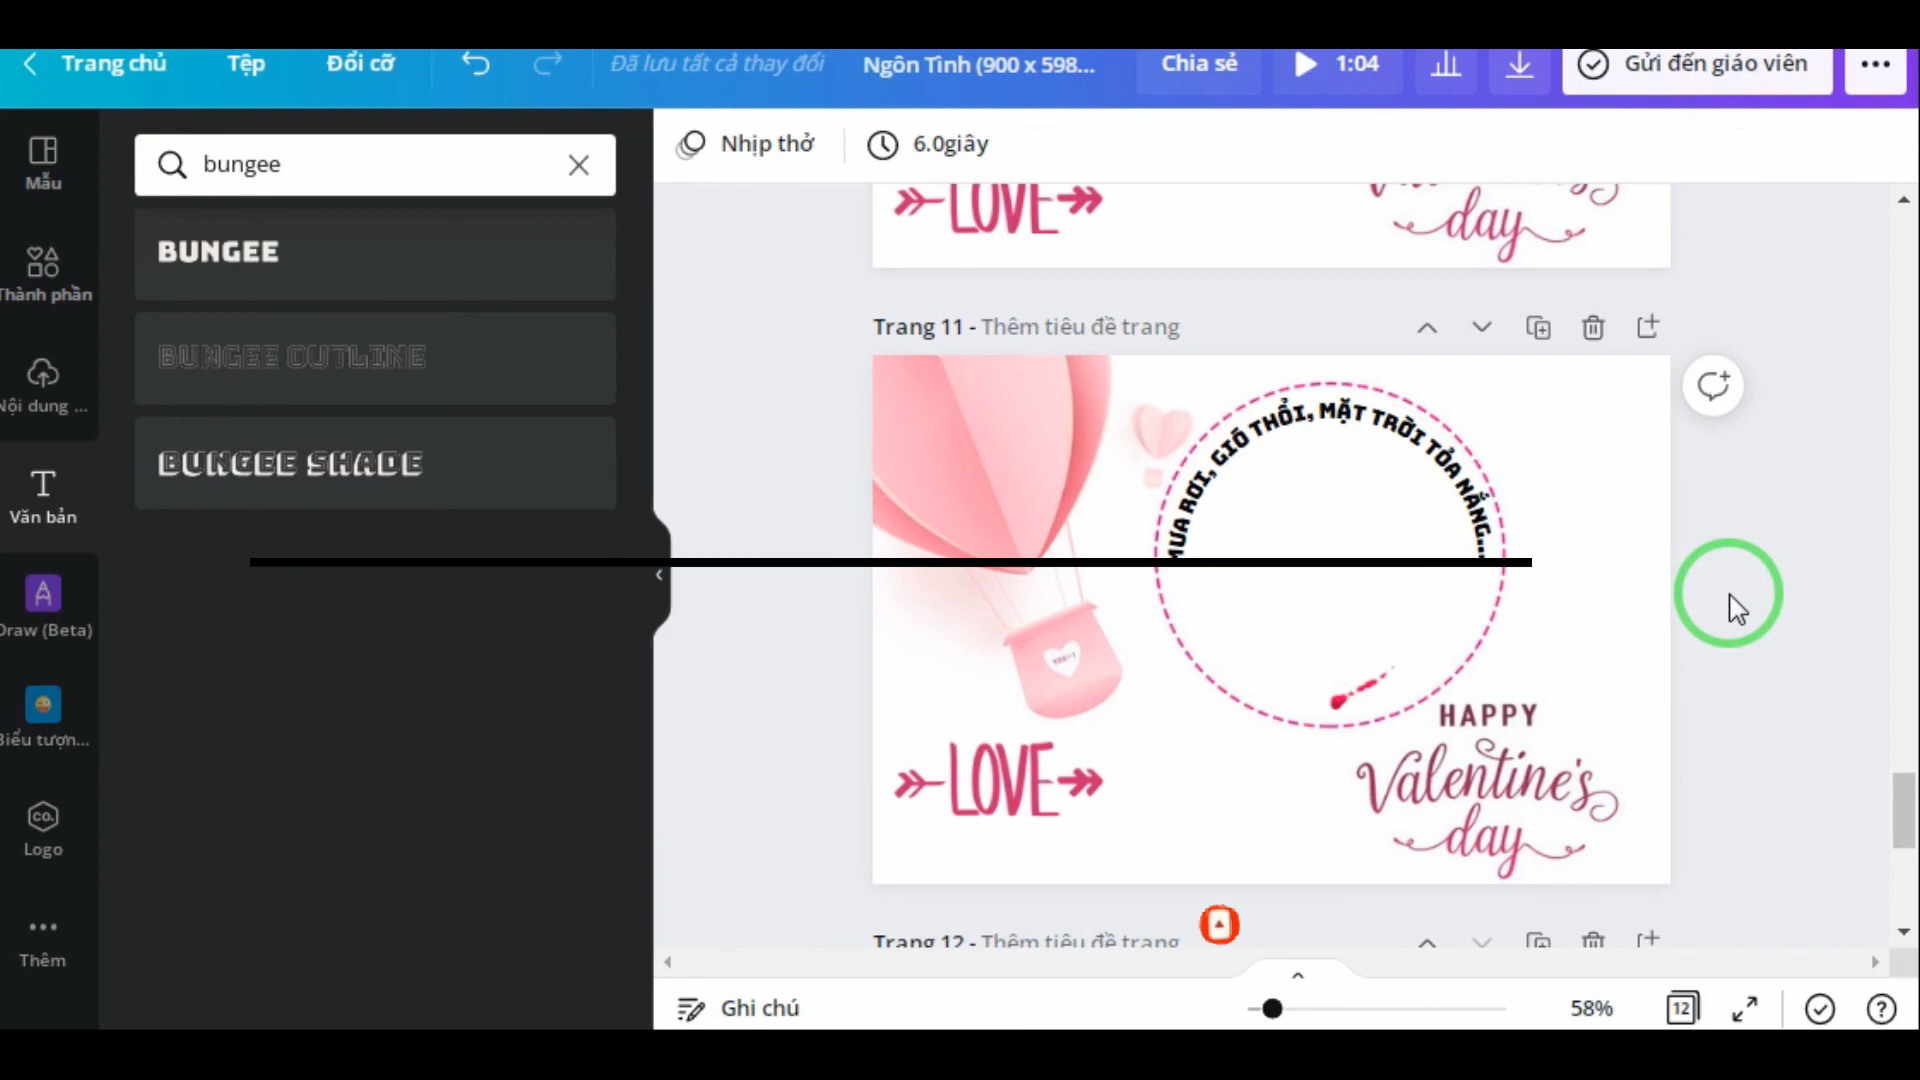 Trang chủ Tệp Đổi cỡ Đã lưu tất cả thay đổi Ngôn Tình (900 x 598... Chia sẻ 1:04 Gửi đến giáo viên
Mẫu
Thành phần
Nội dung ...
Văn bản
Draw (Beta)
Biểu tượn...
CO.
Logo
Thêm
bungee
BUNGEE
BUNGEE OUTLINE
BUNGEE SHADE
Nhịp thở 6.0giây
LOVE
day
Trang 11 - Thêm tiêu đề trang
MƯA RƠI, GIÓ THỔI, MẶT TRỜI TỎA NẮNG...
LOVE
HAPPY
Valentine's
day
Trang 12 - Thêm tiêu đề trang
Ghi chú 58% 12